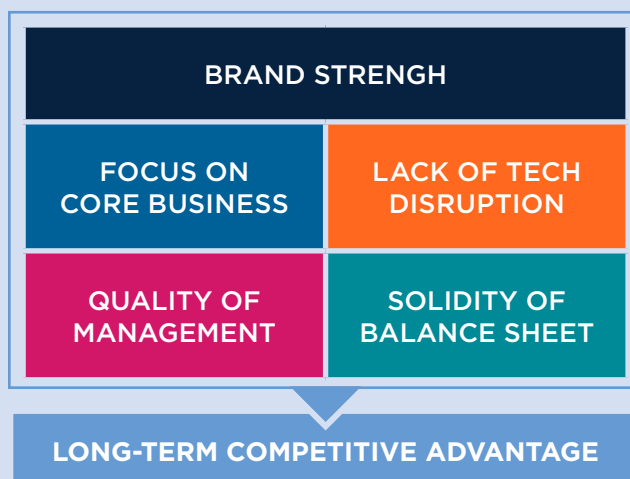 BRAND STRENGH
FOCUS ON
CORE BUSINESS
LACK OF TECH
DISRUPTION
QUALITY OF
MANAGEMENT
SOLIDITY OF
BALANCE SHEET
LONG-TERM COMPETITIVE ADVANTAGE